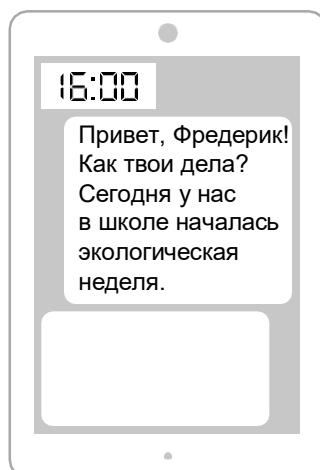 16:00
Привет, Фредерик!
Как твои дела?
Сегодня у нас
в школе началась
экологическая
неделя.